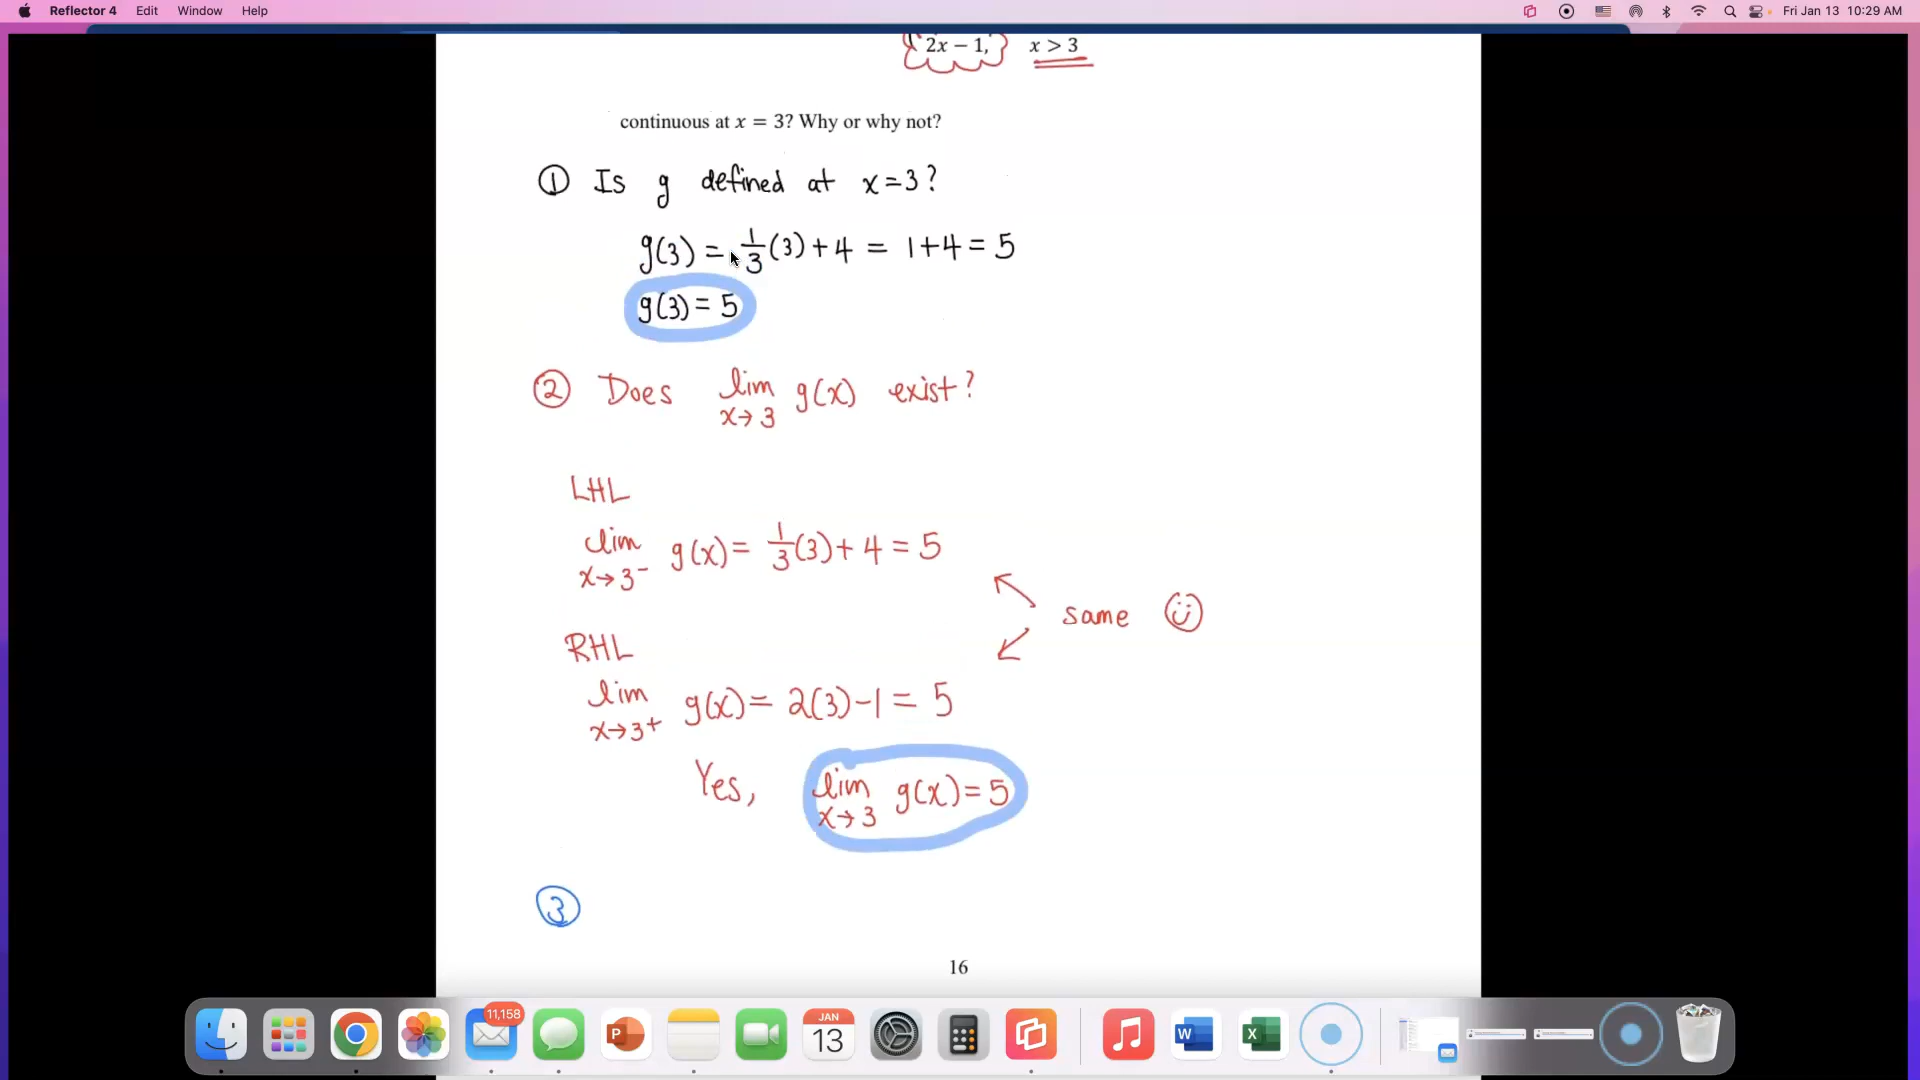 Reflector 4 Edit Window Help Fri Jan 13 10:29 AM
{ 2x − 1, x > 3
continuous at x = 3? Why or why not?
① Is g defined at x=3?
g(3) = 1/3 (3) + 4 = 1+4 = 5
g(3) = 5
② Does lim x→3 g(x) exist?
LHL
lim x→3⁻ g(x) = 1/3 (3) + 4 = 5
same
RHL
lim x→3⁺ g(x) = 2(3) − 1 = 5
Yes, lim x→3 g(x) = 5
③
16
11,158
JAN
13
P
W
X